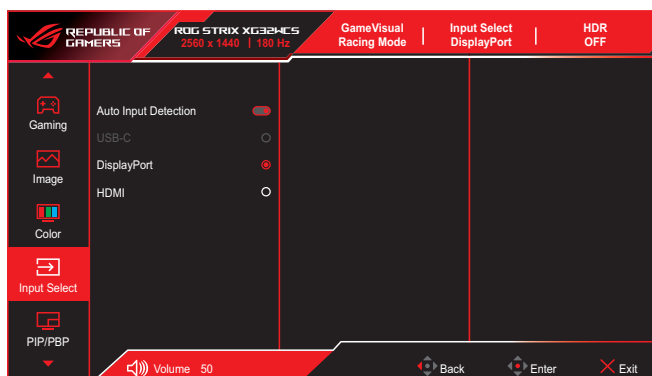 REPUBLIC OF
GAMERS
ROG STRIX XG32WCS
2560 x 1440 | 180 Hz
GameVisual
Racing Mode
Input Select
DisplayPort
HDR
OFF
Gaming
Image
Color
Input Select
PIP/PBP
Auto Input Detection
USB-C
DisplayPort
HDMI
Volume 50
Back
Enter
Exit